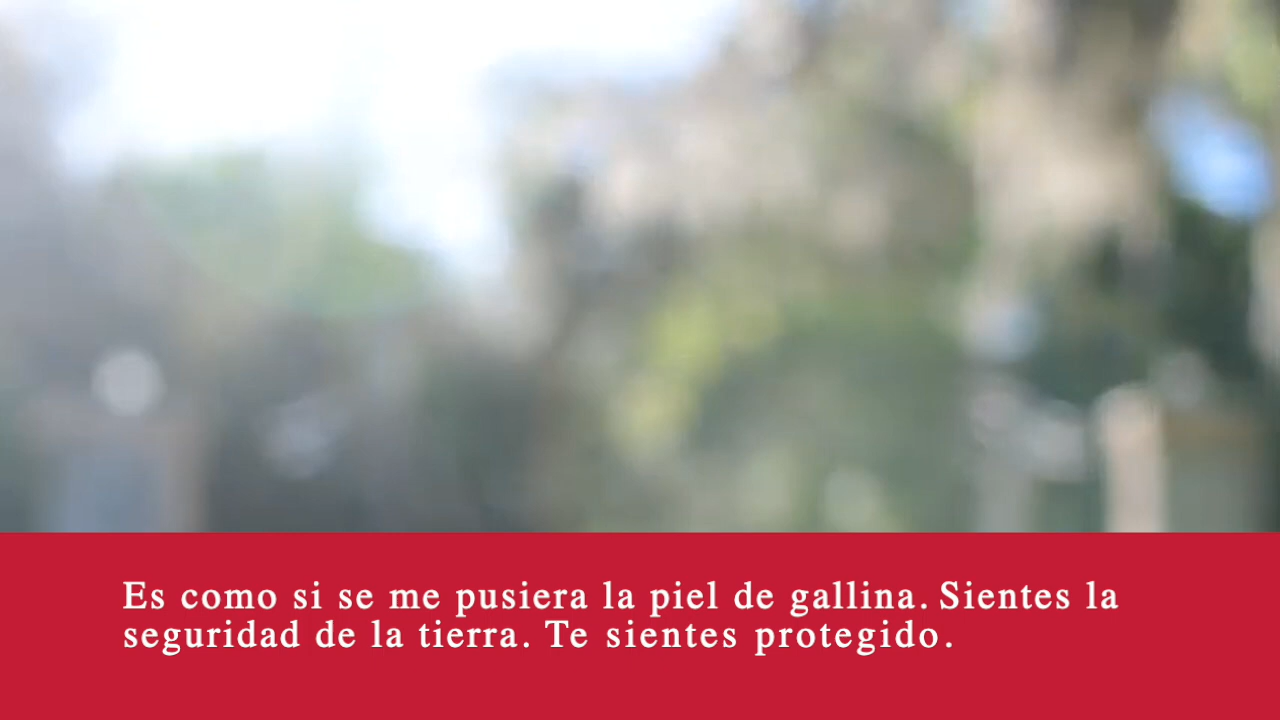 Es como si se me pusiera la piel de gallina. Sientes la
seguridad de la tierra. Te sientes protegido.